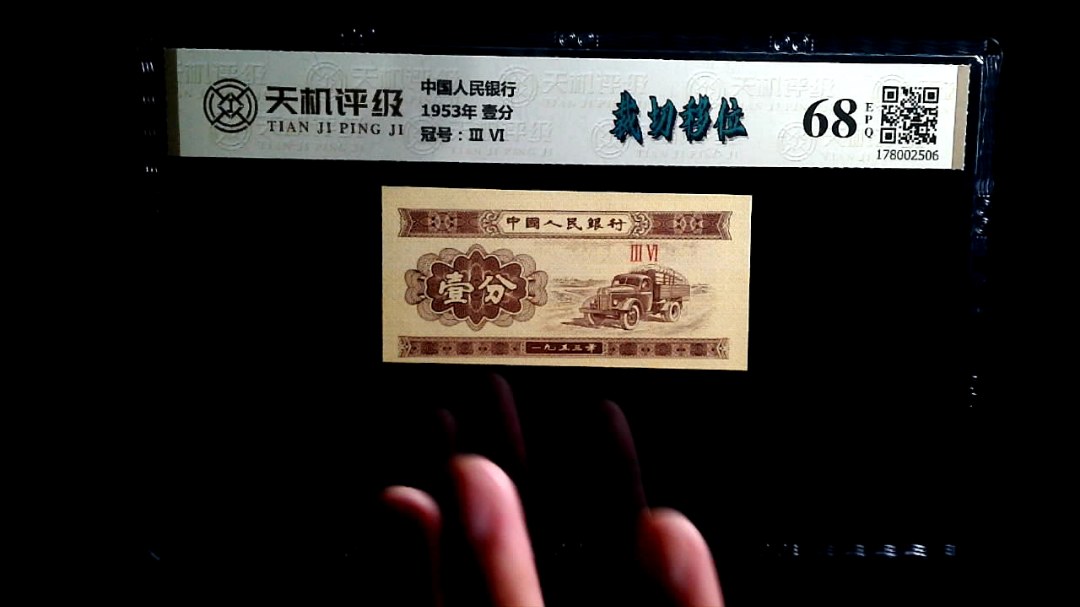 天机评级
TIAN JI PING JI
中国人民银行
1953年 壹分
冠号：Ⅲ Ⅵ
裁切移位
68
EPQ
178002506
中國人民銀行
Ⅲ Ⅵ
壹分
一九五三年